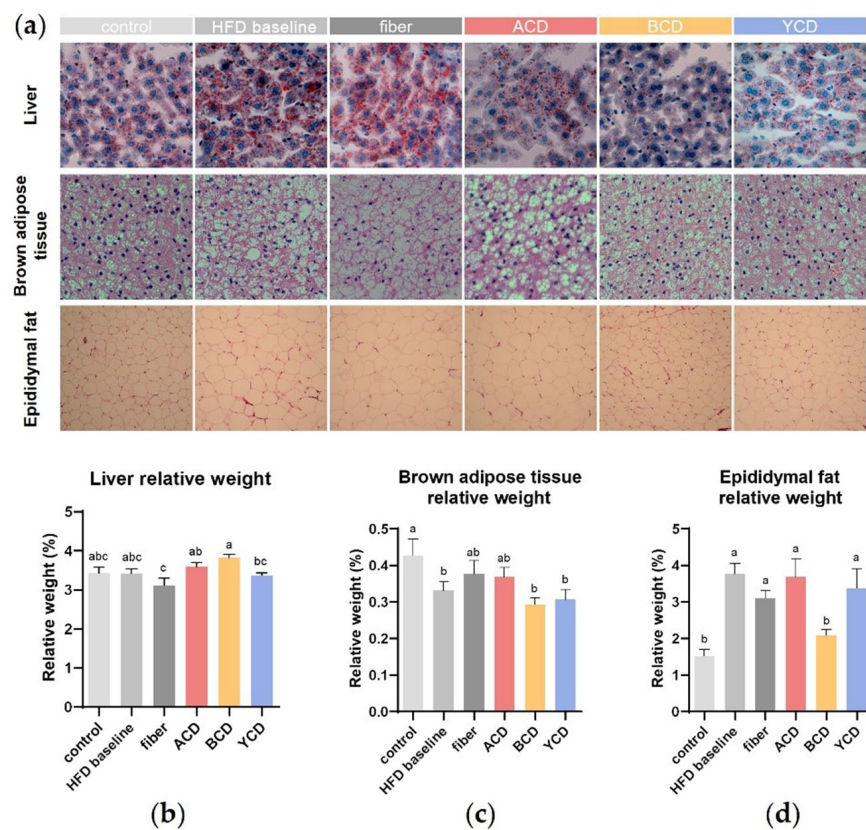 (a)
control HFD baseline fiber ACD BCD YCD
Liver
Brown adipose
tissue
Epididymal fat
Liver relative weight
Relative weight (%)
5
4
3
2
1
0
abc abc c ab a bc
control HFD baseline fiber ACD BCD YCD
(b)
Brown adipose tissue
relative weight
Relative weight (%)
0.5
0.4
0.3
0.2
0.1
0.0
a b ab ab b b
control HFD baseline fiber ACD BCD YCD
(c)
Epididymal fat
relative weight
Relative weight (%)
5
4
3
2
1
0
b a a a b a
control HFD baseline fiber ACD BCD YCD
(d)